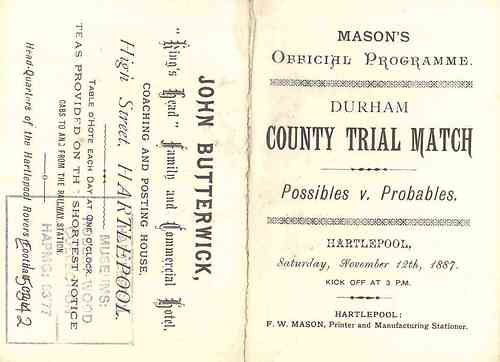 MASON'S
OFFICIAL PROGRAMME.
DURHAM
COUNTY TRIAL MATCH
Possibles v. Probables.
HARTLEPOOL,
Saturday, November 12th, 1887.
KICK OFF AT 3 P.M.
HARTLEPOOL:
F. W. MASON, Printer and Manufacturing Stationer.
JOHN BUTTERWICK,
"King's Head" Family and Commercial Hotel.
COACHING AND POSTING HOUSE,
High Street, HARTLEPOOL.
TABLE D'HOTE EACH DAY AT ONE O'CLOCK.
TEAS PROVIDED ON THE SHORTEST NOTICE
CABS TO AND FROM THE RAILWAY STATION.
Head-Quarters of the Hartlepool Rovers Football
MUSEUMS:
WOOD